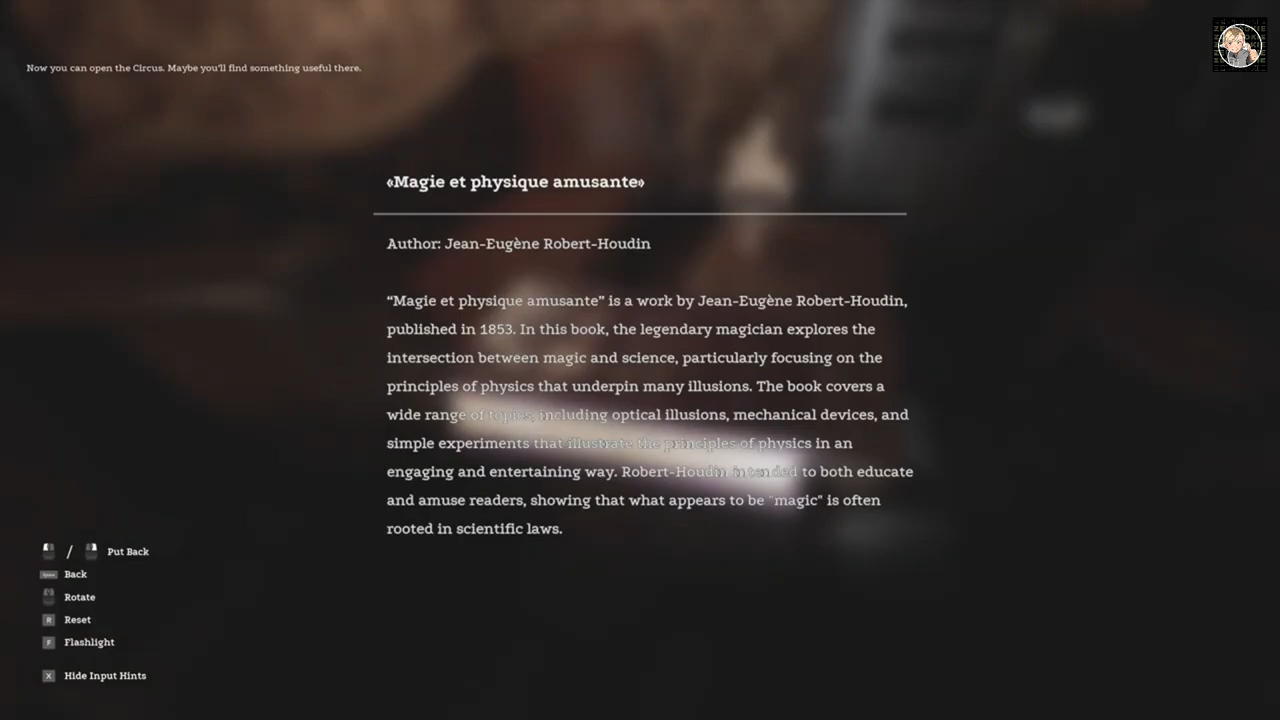 Now you can open the Circus. Maybe you'll find something useful there.
«Magie et physique amusante»
Author: Jean-Eugène Robert-Houdin
“Magie et physique amusante” is a work by Jean-Eugène Robert-Houdin,
published in 1853. In this book, the legendary magician explores the
intersection between magic and science, particularly focusing on the
principles of physics that underpin many illusions. The book covers a
wide range of topics, including optical illusions, mechanical devices, and
simple experiments that illustrate the principles of physics in an
engaging and entertaining way. Robert-Houdin intended to both educate
and amuse readers, showing that what appears to be "magic" is often
rooted in scientific laws.
/ Put Back
Back
Rotate
R Reset
F Flashlight
X Hide Input Hints